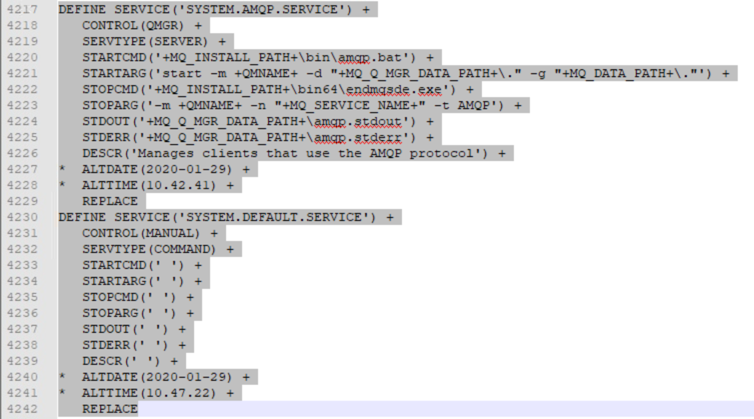 4217 DEFINE SERVICE('SYSTEM.AMQP.SERVICE') +
4218 CONTROL(QMGR) +
4219 SERVTYPE(SERVER) +
4220 STARTCMD('+MQ_INSTALL_PATH+\bin\amqp.bat') +
4221 STARTARG('start -m +QMNAME+ -d "+MQ_Q_MGR_DATA_PATH+\." -g "+MQ_DATA_PATH+\."') +
4222 STOPCMD('+MQ_INSTALL_PATH+\bin64\endmqsde.exe') +
4223 STOPARG('-m +QMNAME+ -n "+MQ_SERVICE_NAME+" -t AMQP') +
4224 STDOUT('+MQ_Q_MGR_DATA_PATH+\amqp.stdout') +
4225 STDERR('+MQ_Q_MGR_DATA_PATH+\amqp.stderr') +
4226 DESCR('Manages clients that use the AMQP protocol') +
4227 * ALTDATE(2020-01-29) +
4228 * ALTTIME(10.42.41) +
4229 REPLACE
4230 DEFINE SERVICE('SYSTEM.DEFAULT.SERVICE') +
4231 CONTROL(MANUAL) +
4232 SERVTYPE(COMMAND) +
4233 STARTCMD(' ') +
4234 STARTARG(' ') +
4235 STOPCMD(' ') +
4236 STOPARG(' ') +
4237 STDOUT(' ') +
4238 STDERR(' ') +
4239 DESCR(' ') +
4240 * ALTDATE(2020-01-29) +
4241 * ALTTIME(10.47.22) +
4242 REPLACE